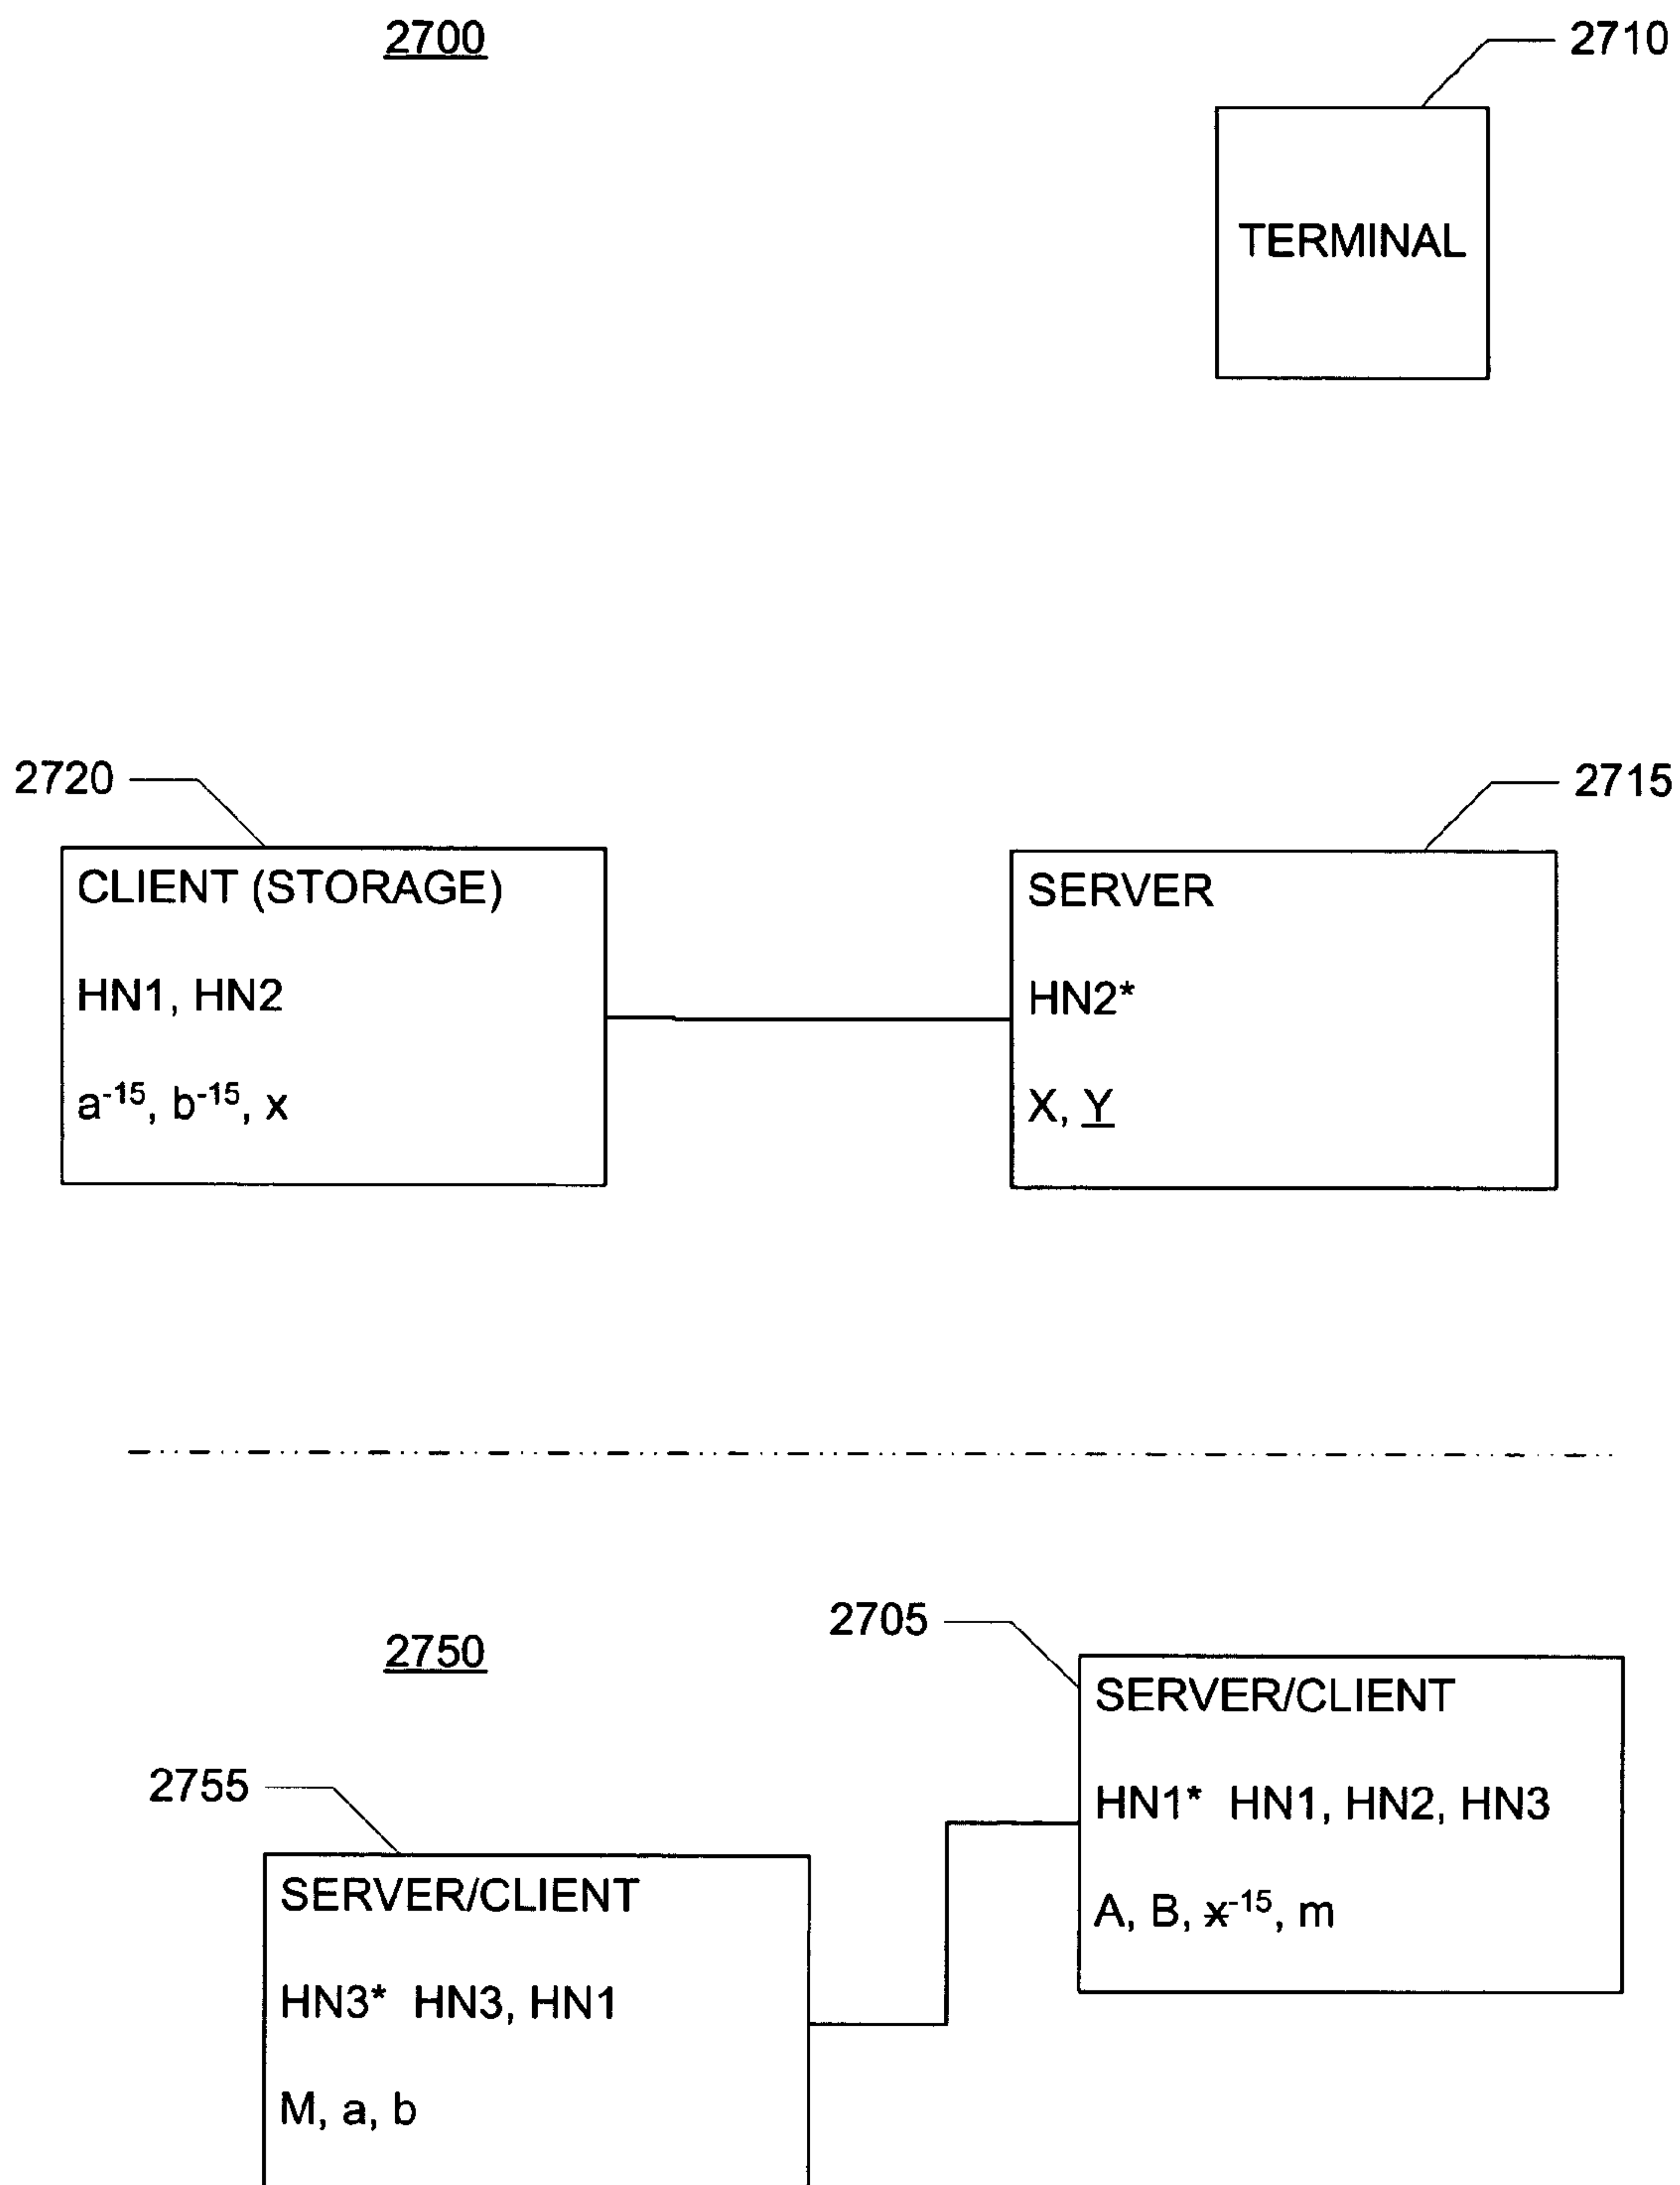 2700
2710
TERMINAL
2720
2715
CLIENT (STORAGE)
HN1, HN2
a⁻¹⁵, b⁻¹⁵, x
SERVER
HN2*
X, Y
2750
2705
SERVER/CLIENT
HN1* HN1, HN2, HN3
A, B, x⁻¹⁵, m
2755
SERVER/CLIENT
HN3* HN3, HN1
M, a, b